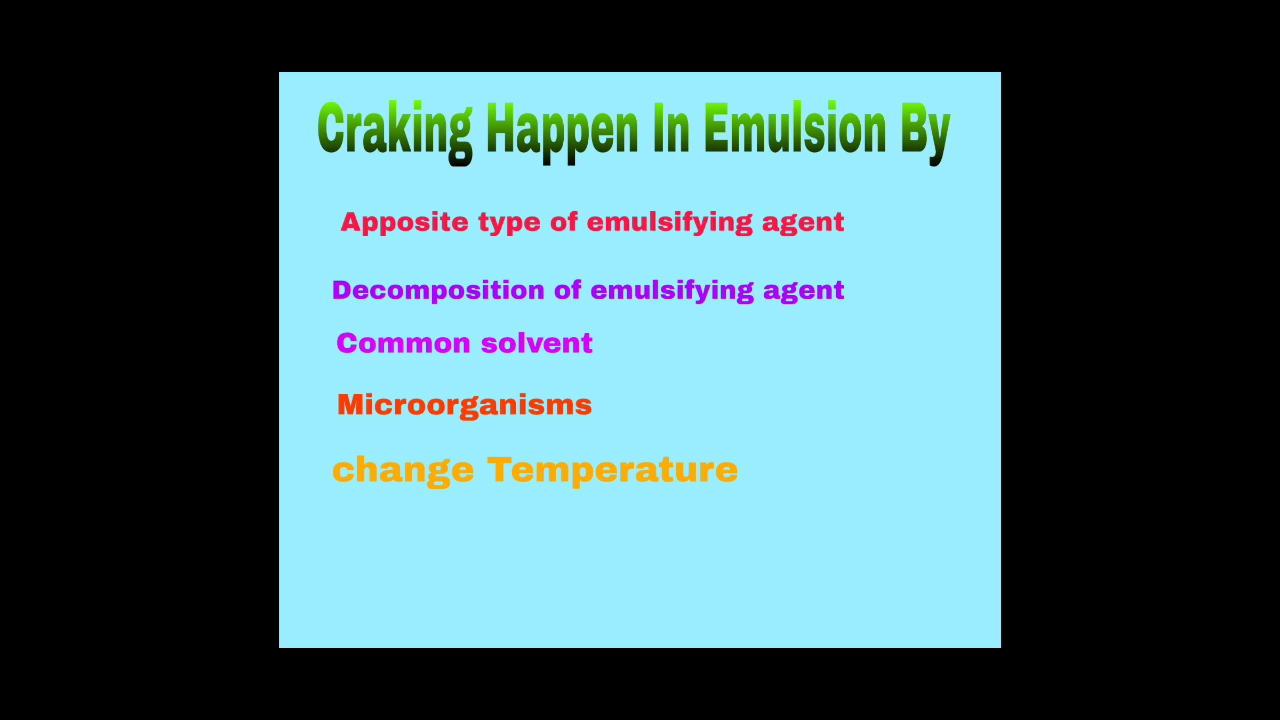 Craking Happen In Emulsion By
Apposite type of emulsifying agent
Decomposition of emulsifying agent
Common solvent
Microorganisms
change Temperature